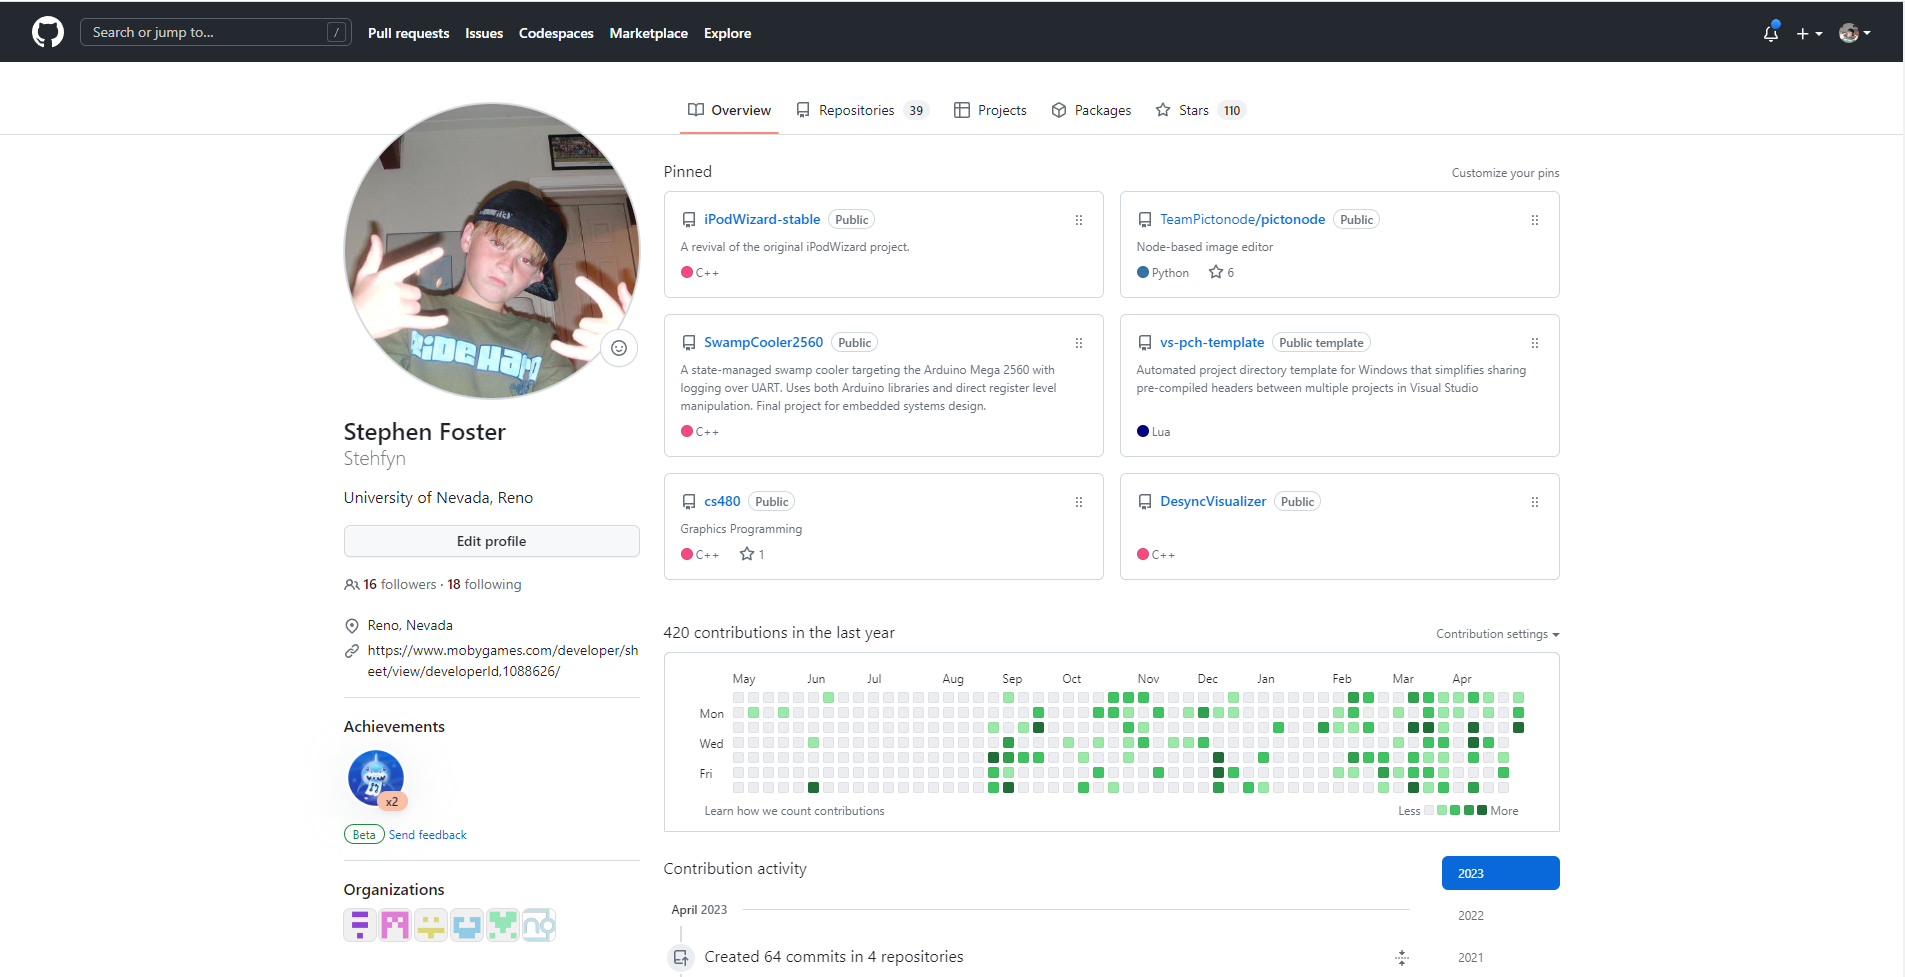 Search or jump to... /
Pull requests Issues Codespaces Marketplace Explore
Overview Repositories 39 Projects Packages Stars 110
RiDE HARD
Stephen Foster
Stehfyn
University of Nevada, Reno
Edit profile
16 followers · 18 following
Reno, Nevada
https://www.mobygames.com/developer/sh
eet/view/developerId,1088626/
Achievements
x2
Beta Send feedback
Organizations
Pinned
Customize your pins
iPodWizard-stable Public
A revival of the original iPodWizard project.
C++
TeamPictonode/pictonode Public
Node-based image editor
Python 6
SwampCooler2560 Public
A state-managed swamp cooler targeting the Arduino Mega 2560 with
logging over UART. Uses both Arduino libraries and direct register level
manipulation. Final project for embedded systems design.
C++
vs-pch-template Public template
Automated project directory template for Windows that simplifies sharing
pre-compiled headers between multiple projects in Visual Studio
Lua
cs480 Public
Graphics Programming
C++ 1
DesyncVisualizer Public
C++
420 contributions in the last year
Contribution settings
May Jun Jul Aug Sep Oct Nov Dec Jan Feb Mar Apr
Mon
Wed
Fri
Learn how we count contributions
Less More
Contribution activity
2023
2022
2021
April 2023
Created 64 commits in 4 repositories